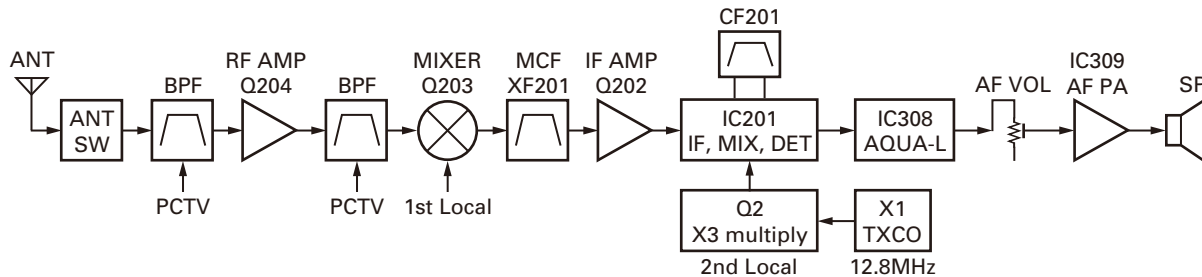 ANT
ANT
SW
BPF
PCTV
RF AMP
Q204
BPF
PCTV
MIXER
Q203
1st Local
MCF
XF201
IF AMP
Q202
CF201
IC201
IF, MIX, DET
Q2
X3 multiply
2nd Local
X1
TXCO
12.8MHz
IC308
AQUA-L
AF VOL
IC309
AF PA
SP